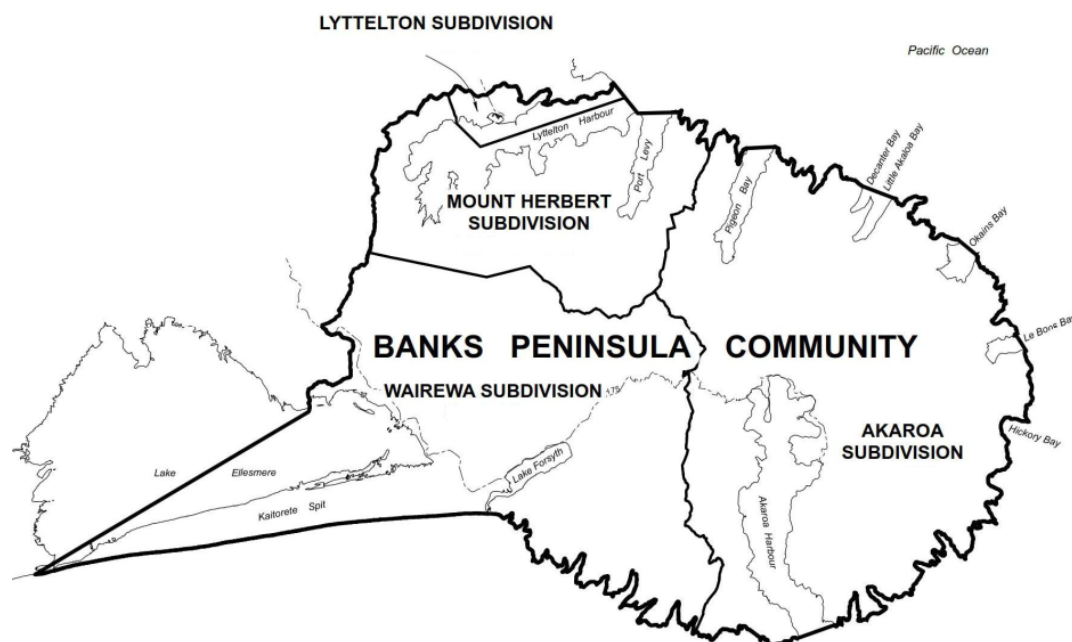 LYTTELTON SUBDIVISION
Pacific Ocean
Lyttelton Harbour
Port Levy
Pigeon Bay
Decanter Bay
Little Akaloa Bay
Okains Bay
MOUNT HERBERT
SUBDIVISION
Le Bons Bay
BANKS PENINSULA COMMUNITY
WAIREWA SUBDIVISION
75
AKAROA
SUBDIVISION
Hickory Bay
Lake Ellesmere
Lake Forsyth
Kaitorete Spit
Akaroa Harbour